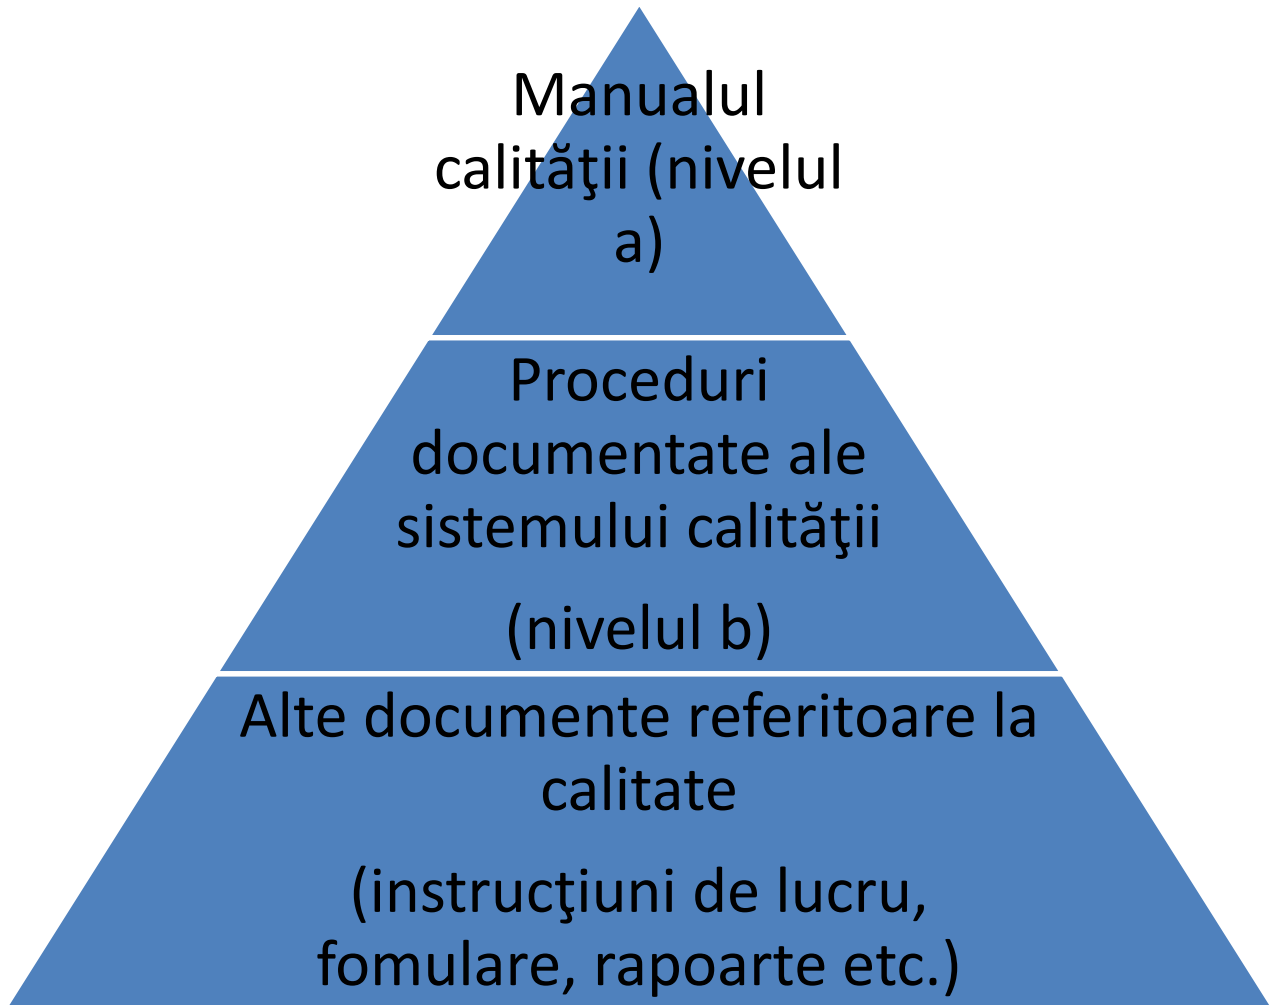 Manualul
calităţii (nivelul
a)
Proceduri
documentate ale
sistemului calităţii
(nivelul b)
Alte documente referitoare la
calitate
(instrucţiuni de lucru,
fomulare, rapoarte etc.)